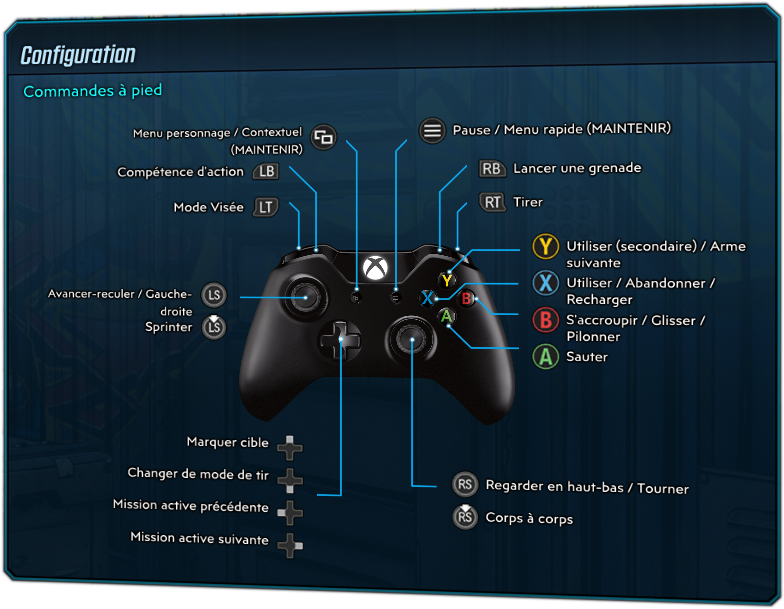 Configuration
Commandes à pied
Menu personnage / Contextuel
(MAINTENIR)
Pause / Menu rapide (MAINTENIR)
Compétence d'action LB
RB Lancer une grenade
Mode Visée LT
RT Tirer
Y Utiliser (secondaire) / Arme
suivante
X Utiliser / Abandonner /
Recharger
B S'accroupir / Glisser /
Pilonner
A Sauter
Avancer-reculer / Gauche-
droite
LS
Sprinter LS
Y
X
B
A
Marquer cible
Changer de mode de tir
Mission active précédente
Mission active suivante
RS Regarder en haut-bas / Tourner
RS Corps à corps